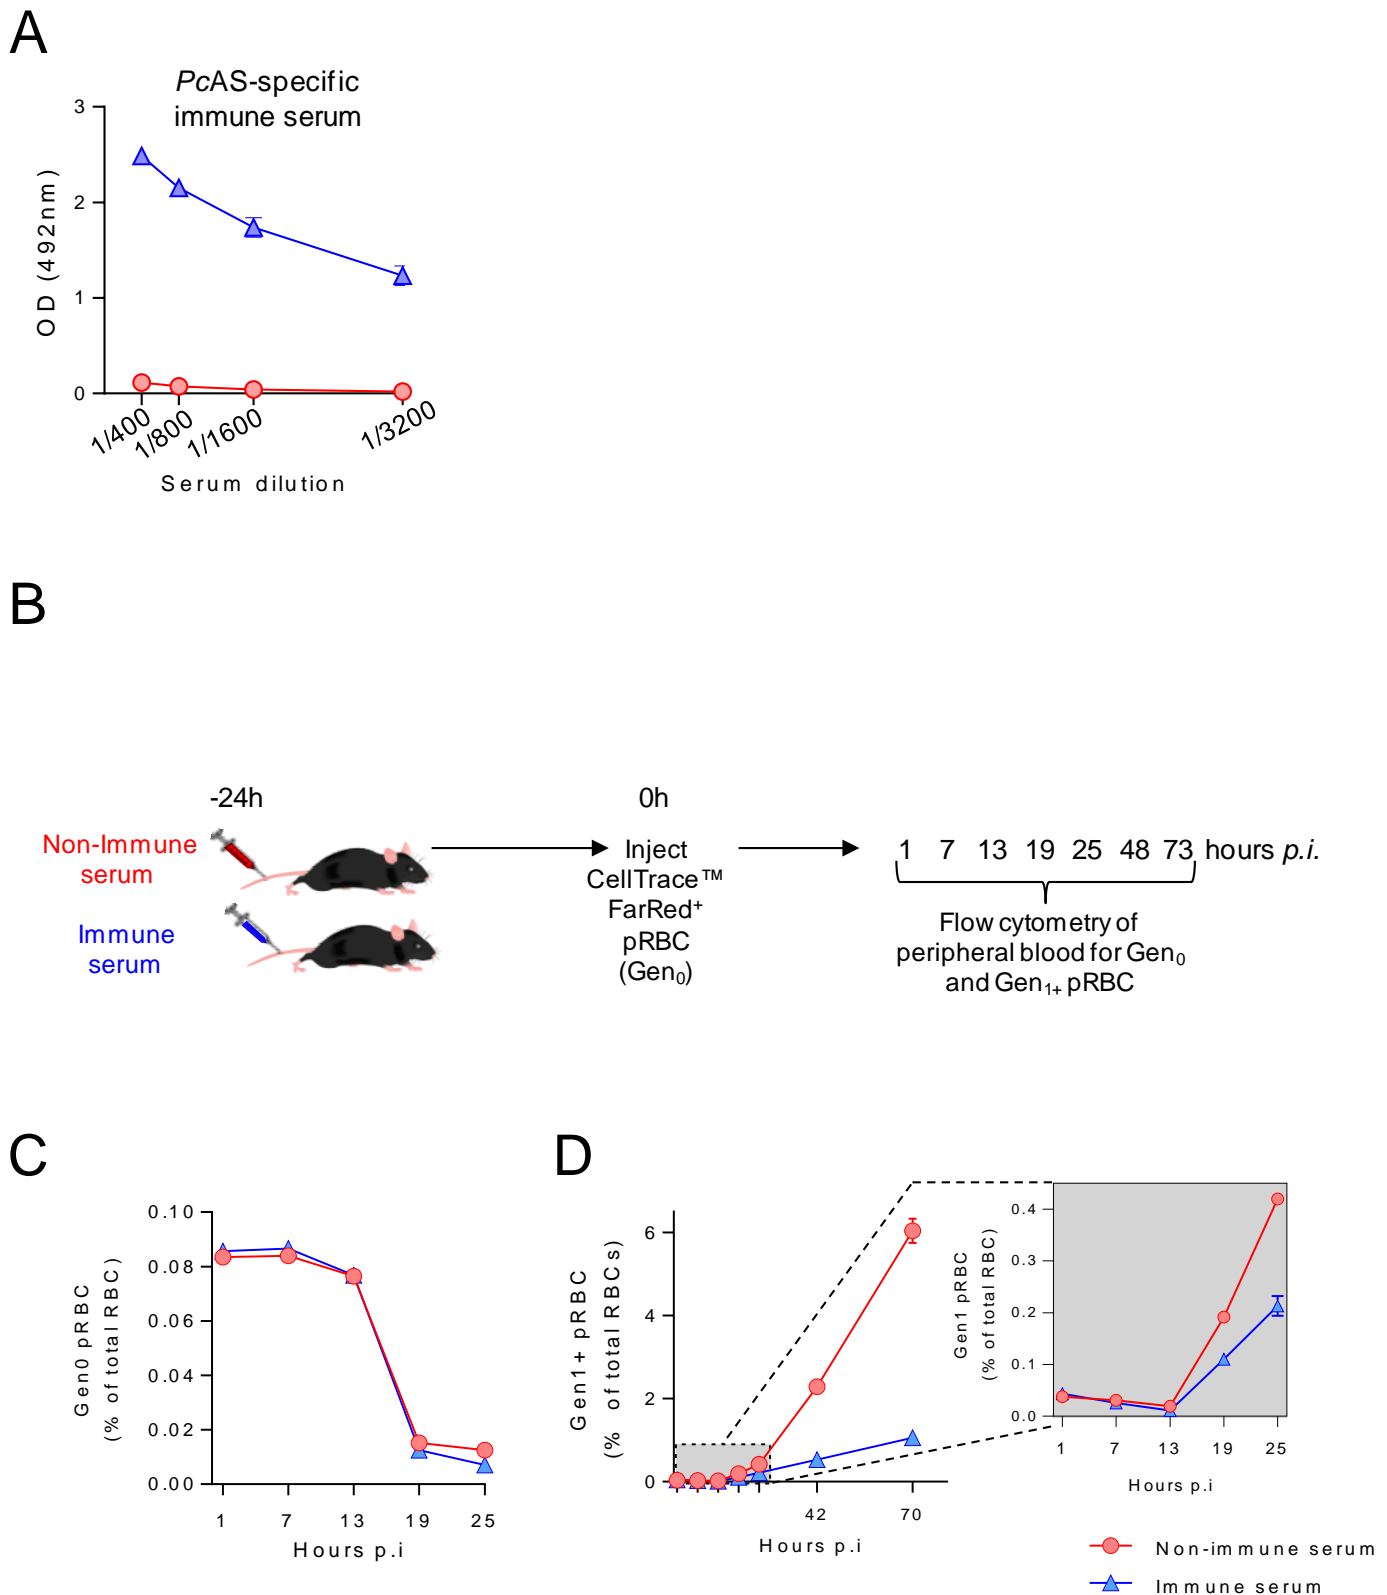 A
PcAS-specific
immune serum
3
2
1
0
OD (492nm)
1/400
1/800
1/1600
1/3200
Serum dilution
B
-24h
0h
Non-Immune
serum
Immune
serum
Inject
CellTrace™
FarRed⁺
pRBC
(Gen₀)
1 7 13 19 25 48 73 hours p.i.
Flow cytometry of
peripheral blood for Gen₀
and Gen₁₊ pRBC
C
Gen0 pRBC
(% of total RBC)
0.10
0.08
0.06
0.04
0.02
0.00
1 7 13 19 25
Hours p.i
D
Gen1+ pRBC
(% of total RBCs)
6
4
2
0
42 70
Hours p.i
Gen1 pRBC
(% of total RBC)
0.4
0.3
0.2
0.1
0.0
1 7 13 19 25
Hours p.i
Non-immune serum
Immune serum